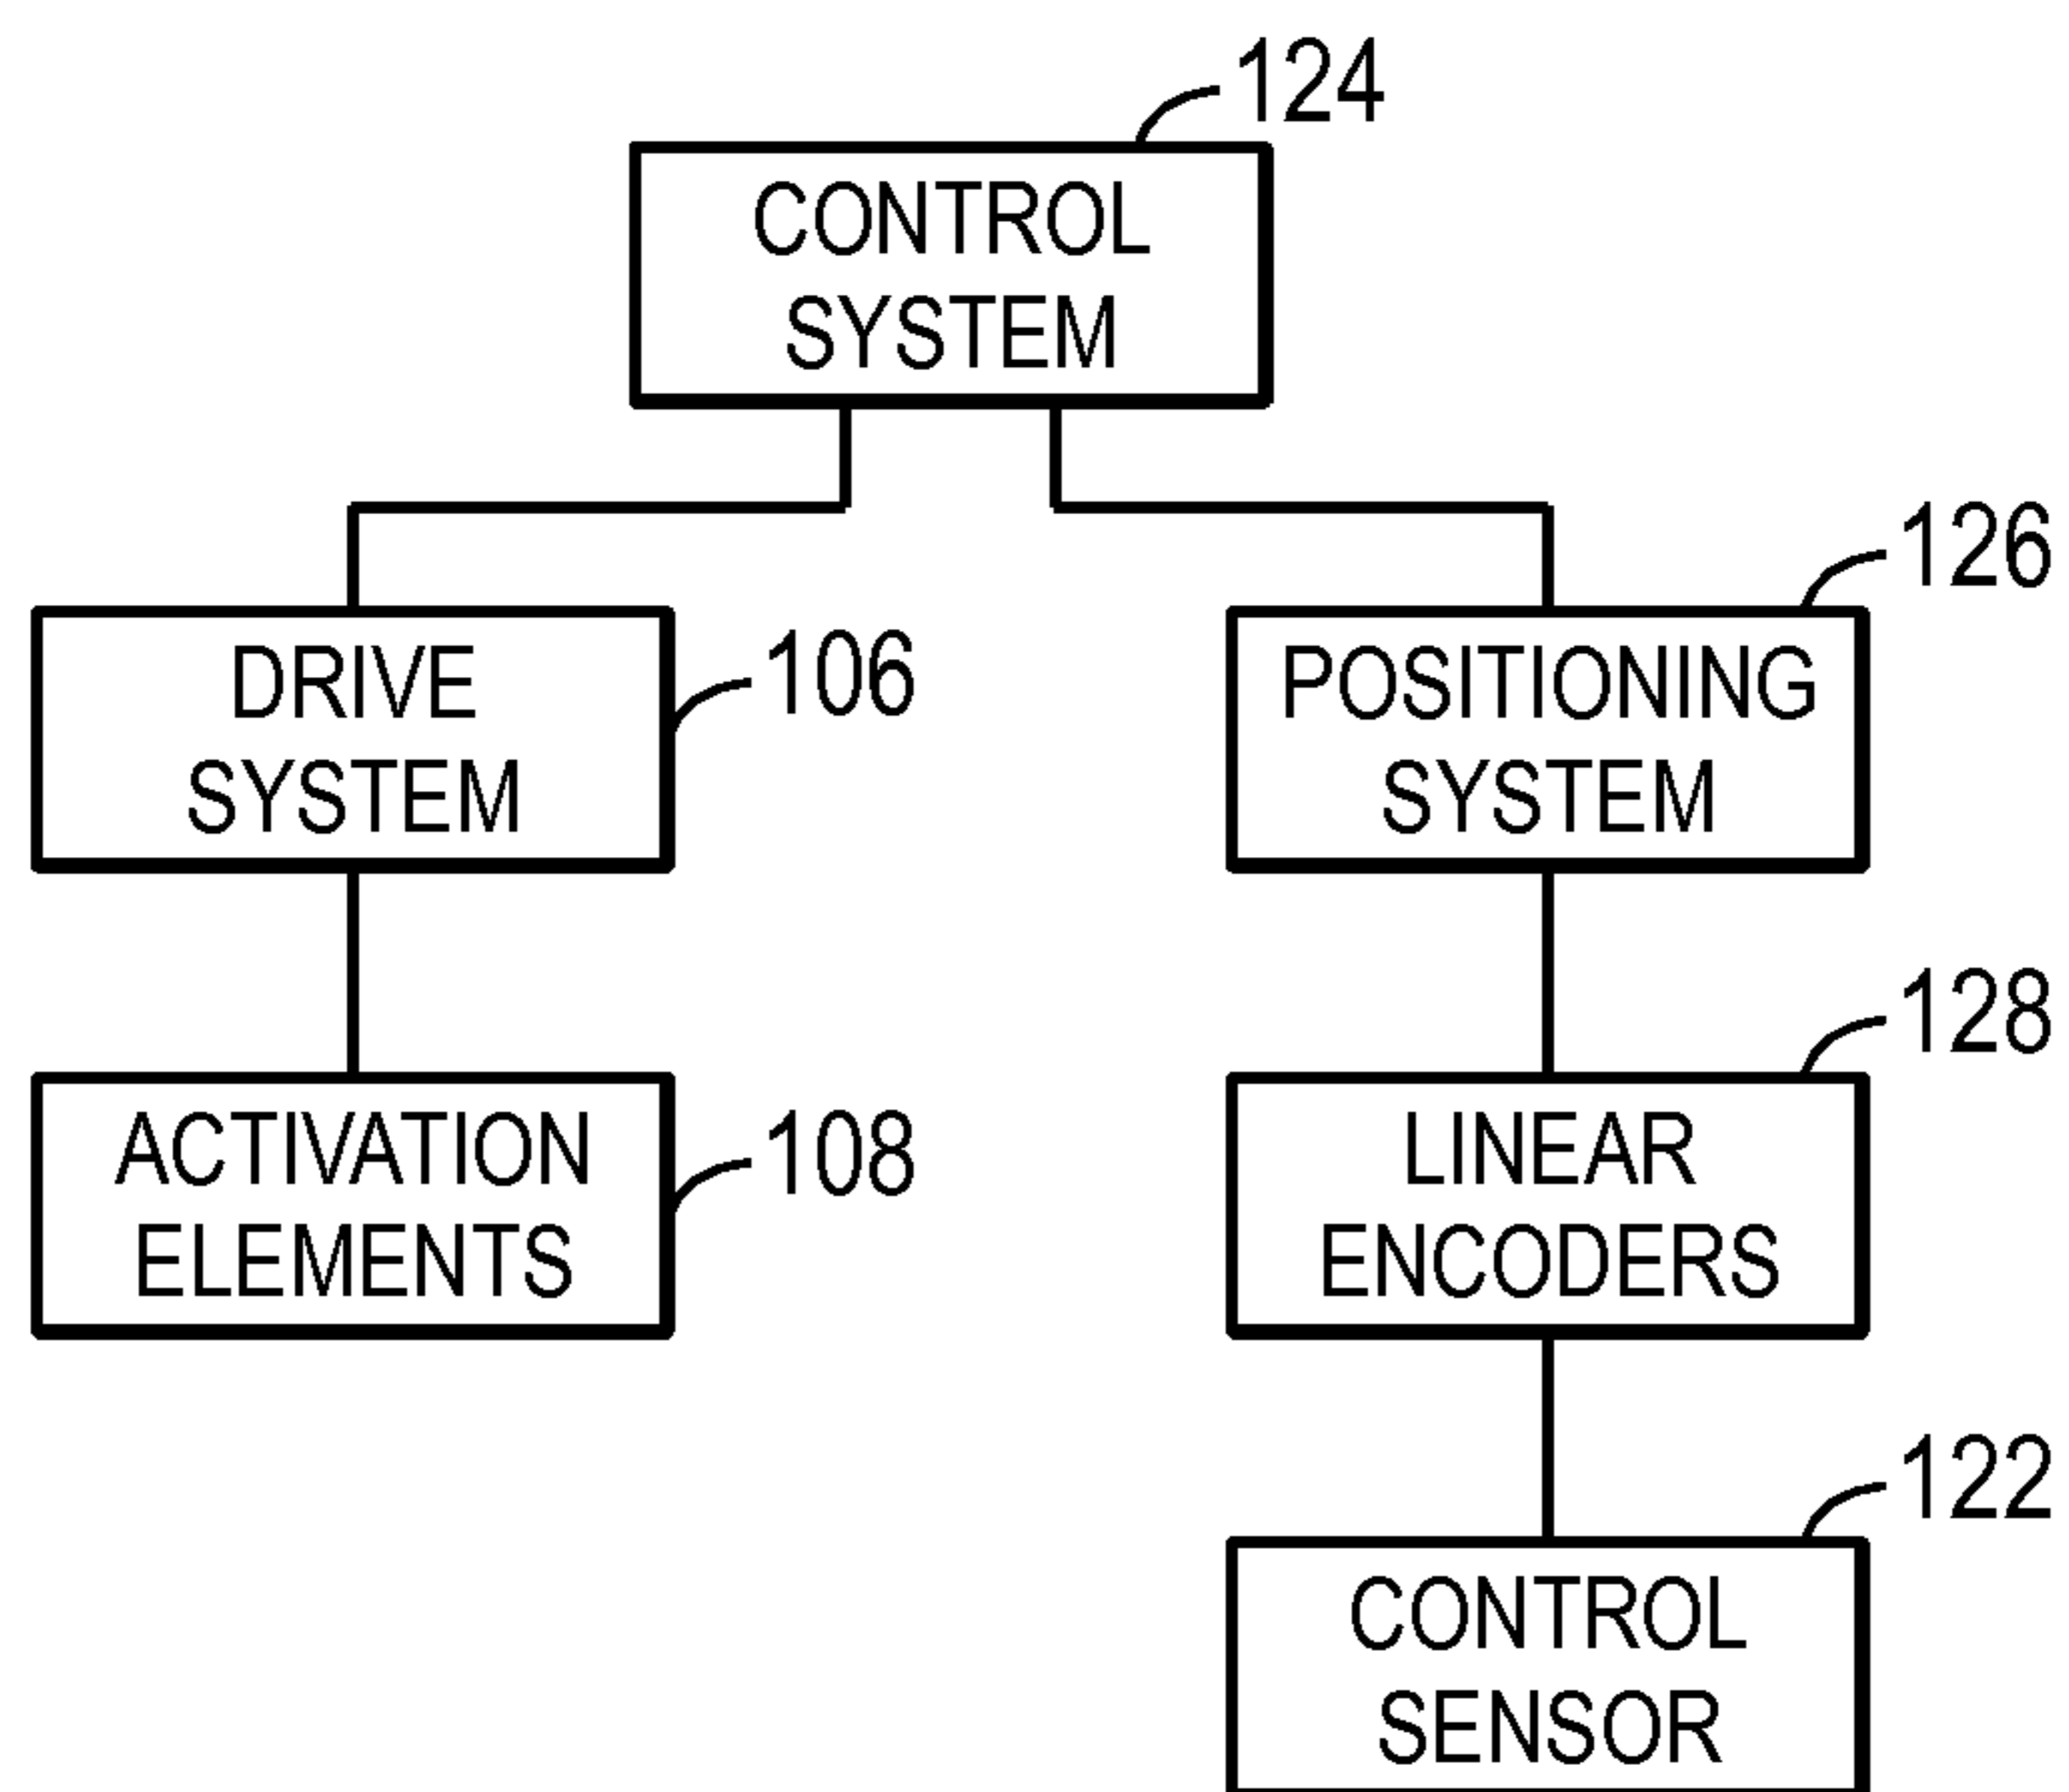 124
CONTROL
SYSTEM
126
DRIVE
SYSTEM
106
POSITIONING
SYSTEM
128
ACTIVATION
ELEMENTS
108
LINEAR
ENCODERS
122
CONTROL
SENSOR